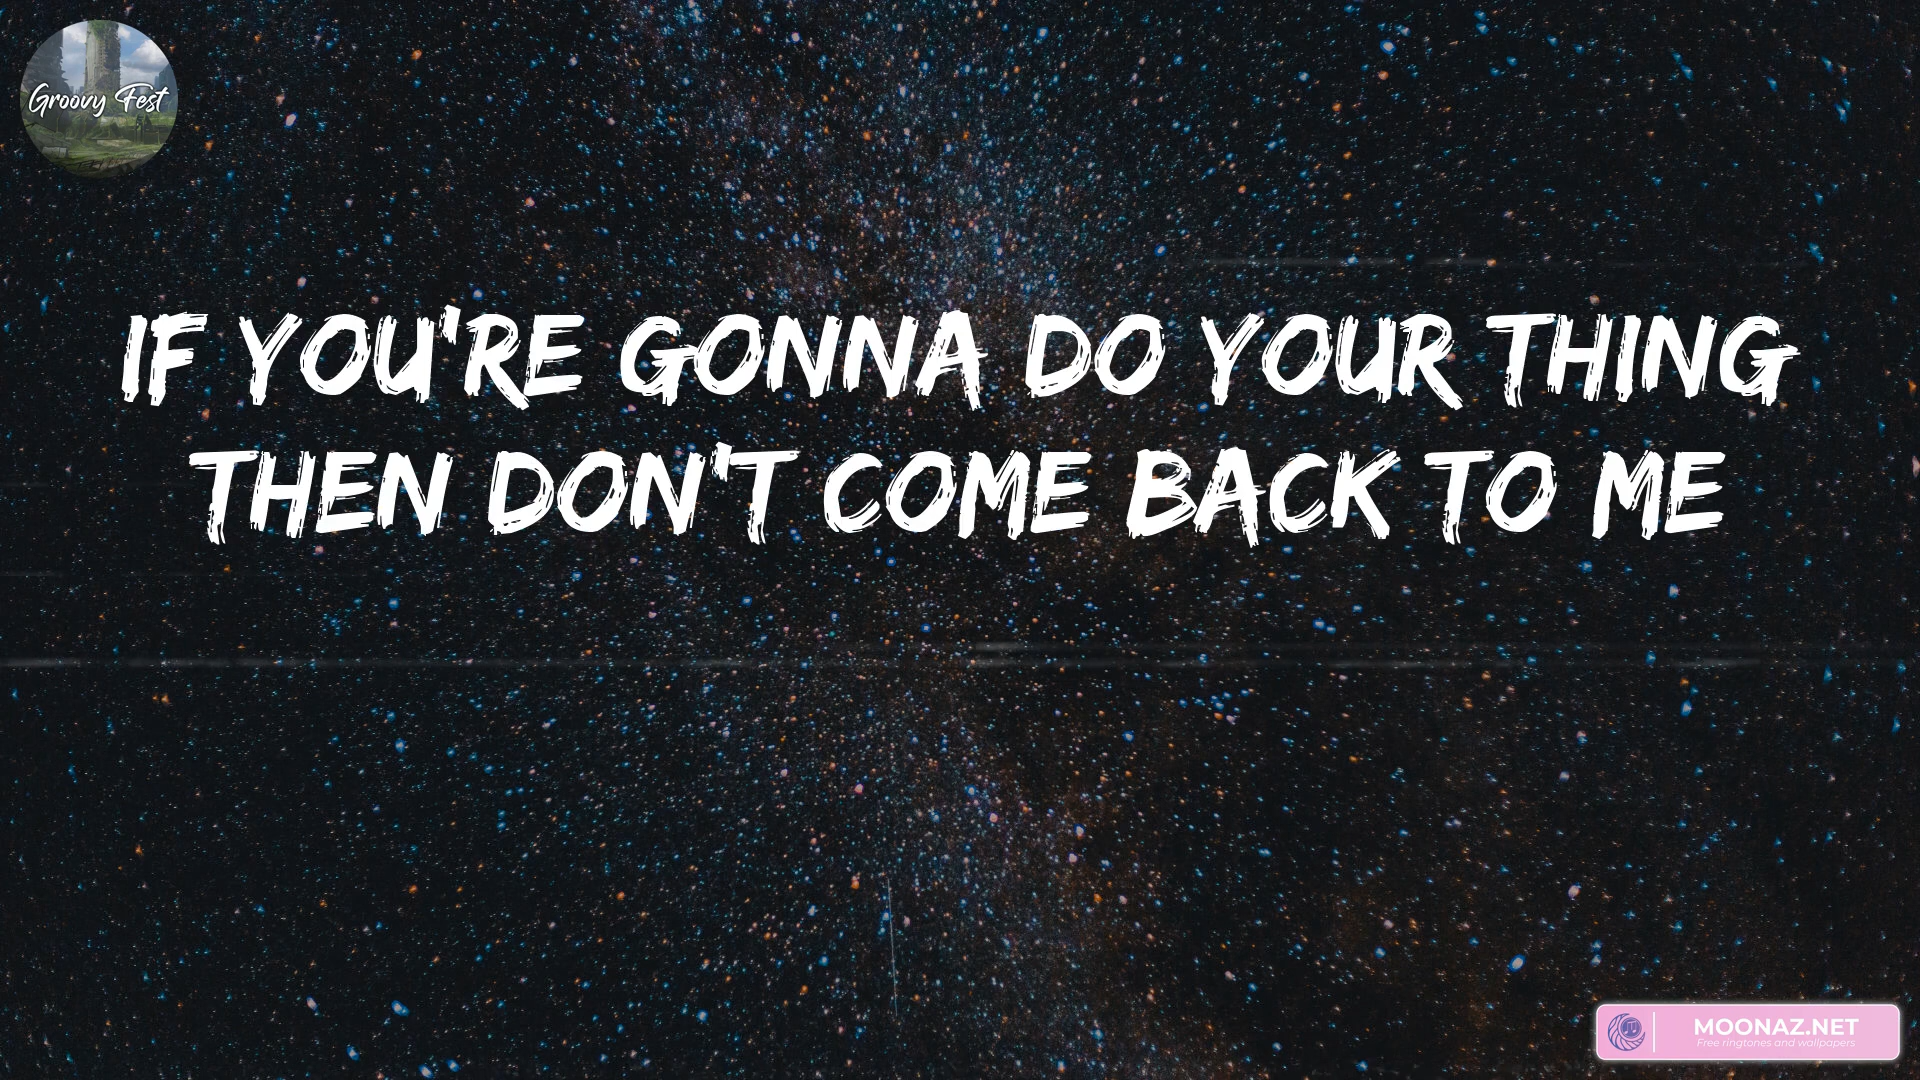 Groovy Fest
IF YOU'RE GONNA DO YOUR THING
THEN DON'T COME BACK TO ME
MOONAZ.NET
Free ringtones and wallpapers